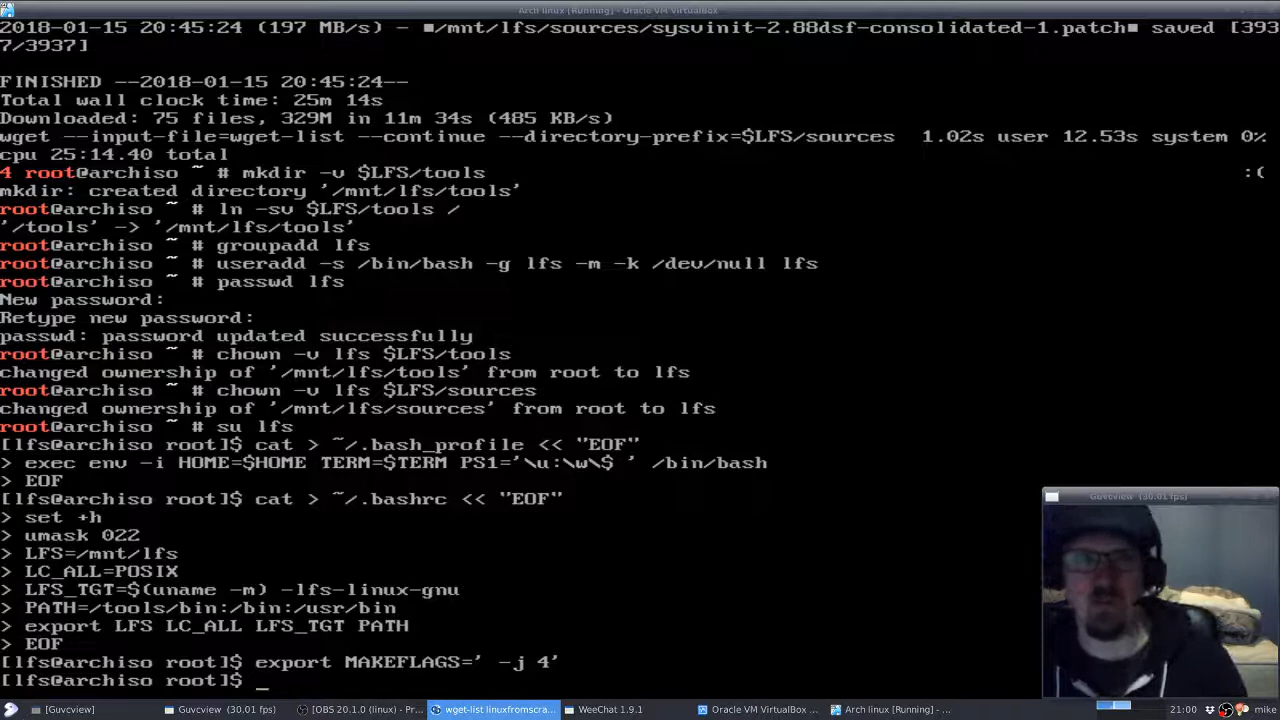 Arch linux [Running] - Oracle VM VirtualBox
2018-01-15 20:45:24 (197 MB/s) - ■/mnt/lfs/sources/sysvinit-2.88dsf-consolidated-1.patch■ saved [393
7/3937]
FINISHED --2018-01-15 20:45:24--
Total wall clock time: 25m 14s
Downloaded: 75 files, 329M in 11m 34s (485 KB/s)
wget --input-file=wget-list --continue --directory-prefix=$LFS/sources  1.02s user 12.53s system 0%
cpu 25:14.40 total
4 root@archiso ~ # mkdir -v $LFS/tools :(
mkdir: created directory '/mnt/lfs/tools'
root@archiso ~ # ln -sv $LFS/tools /
'/tools' -> '/mnt/lfs/tools'
root@archiso ~ # groupadd lfs
root@archiso ~ # useradd -s /bin/bash -g lfs -m -k /dev/null lfs
root@archiso ~ # passwd lfs
New password:
Retype new password:
passwd: password updated successfully
root@archiso ~ # chown -v lfs $LFS/tools
changed ownership of '/mnt/lfs/tools' from root to lfs
root@archiso ~ # chown -v lfs $LFS/sources
changed ownership of '/mnt/lfs/sources' from root to lfs
root@archiso ~ # su lfs
[lfs@archiso root]$ cat > ~/.bash_profile << "EOF"
> exec env -i HOME=$HOME TERM=$TERM PS1='\u:\w\$ ' /bin/bash
> EOF
[lfs@archiso root]$ cat > ~/.bashrc << "EOF"
> set +h
> umask 022
> LFS=/mnt/lfs
> LC_ALL=POSIX
> LFS_TGT=$(uname -m) -lfs-linux-gnu
> PATH=/tools/bin:/bin:/usr/bin
> export LFS LC_ALL LFS_TGT PATH
> EOF
[lfs@archiso root]$ export MAKEFLAGS=' -j 4'
[lfs@archiso root]$ _
Guvcview (30.01 fps)
[Guvcview] Guvcview (30.01 fps) [OBS 20.1.0 (linux) - Pr... wget-list linuxfromscra... WeeChat 1.9.1 Oracle VM VirtualBox ... Arch linux [Running] - ... 21:00 mike